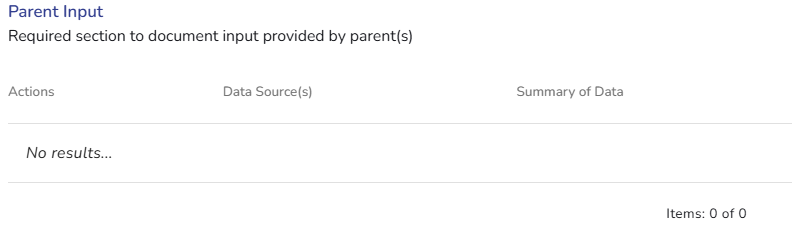 Parent Input
Required section to document input provided by parent(s)
Actions Data Source(s) Summary of Data
No results...
Items: 0 of 0